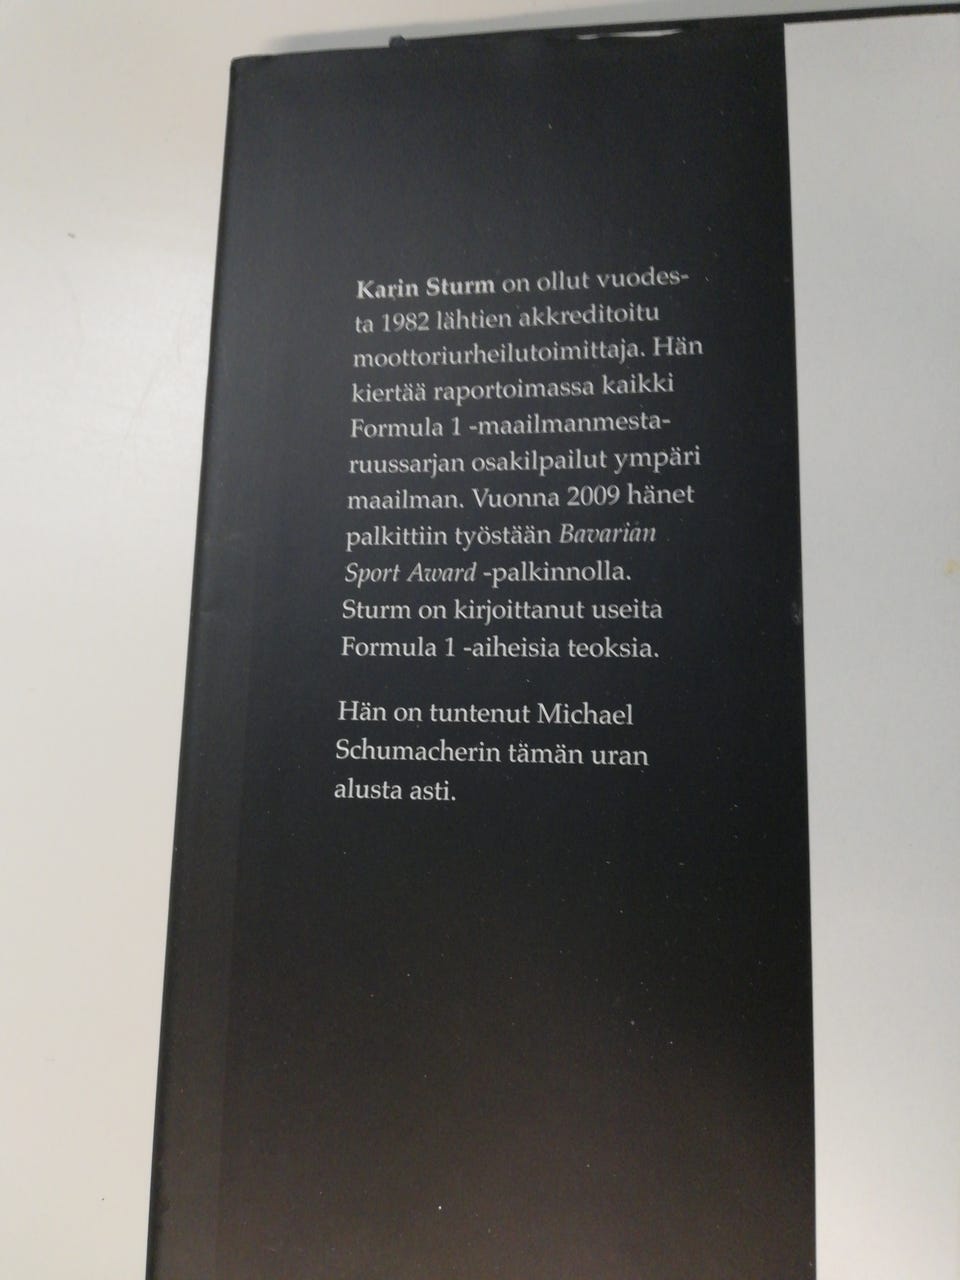 Karin Sturm on ollut vuodes-
ta 1982 lähtien akkreditoitu
moottoriurheilutoimittaja. Hän
kiertää raportoimassa kaikki
Formula 1 -maailmanmesta-
ruussarjan osakilpailut ympäri
maailman. Vuonna 2009 hänet
palkittiin työstään Bavarian
Sport Award -palkinnolla.
Sturm on kirjoittanut useita
Formula 1 -aiheisia teoksia.
Hän on tuntenut Michael
Schumacherin tämän uran
alusta asti.